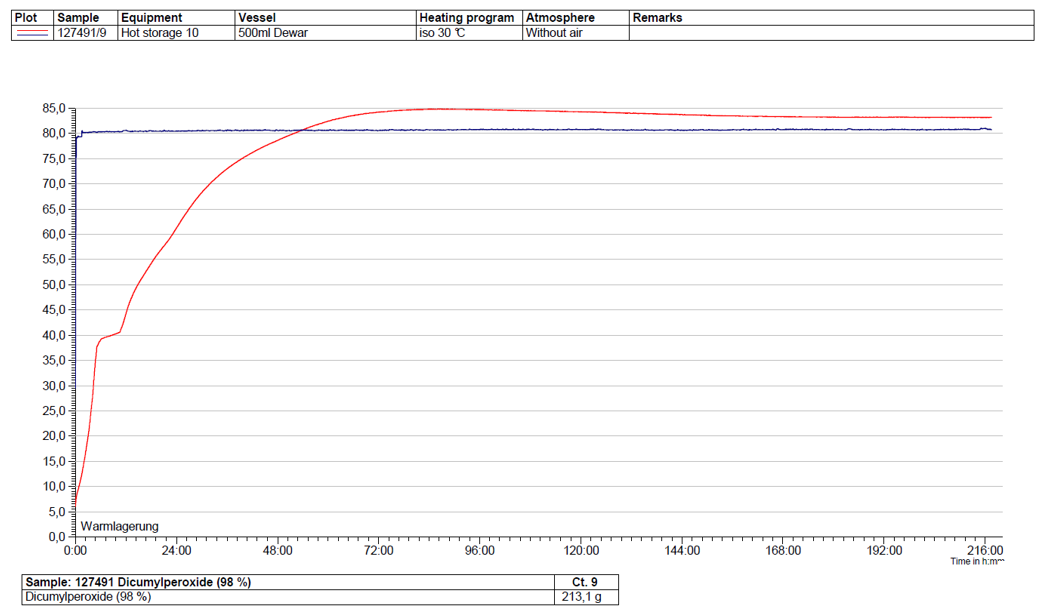 Plot Sample Equipment Vessel Heating program Atmosphere Remarks
127491/9 Hot storage 10 500ml Dewar iso 30 °C Without air
85,0
80,0
75,0
70,0
65,0
60,0
55,0
50,0
45,0
40,0
35,0
30,0
25,0
20,0
15,0
10,0
5,0
0,0
Warmlagerung
0:00 24:00 48:00 72:00 96:00 120:00 144:00 168:00 192:00 216:00
Time in h:mm
Sample: 127491 Dicumylperoxide (98 %) Ct. 9
Dicumylperoxide (98 %) 213,1 g